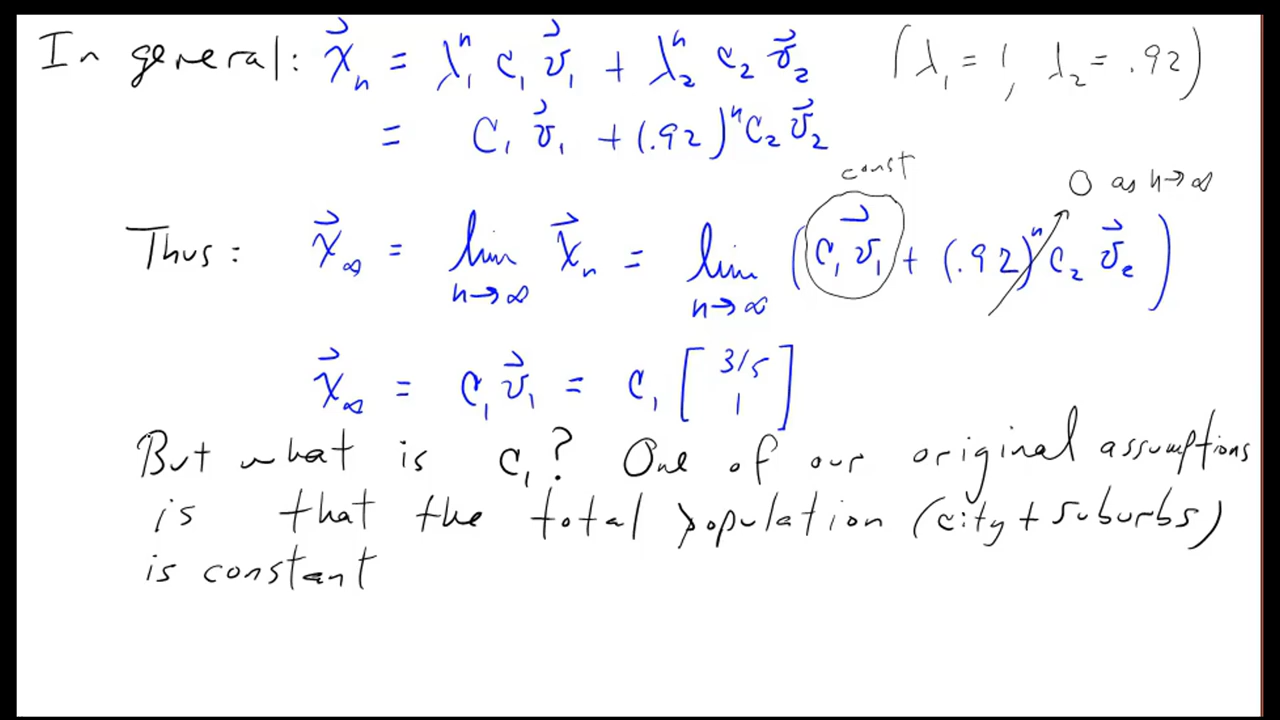 In general: x⃗ₙ = λ₁ⁿ c₁ v⃗₁ + λ₂ⁿ c₂ v⃗₂ (λ₁ = 1, λ₂ = .92)
= c₁ v⃗₁ + (.92)ⁿ c₂ v⃗₂
const
0 as n→∞
Thus: x⃗_∞ = lim_{n→∞} x⃗ₙ = lim_{n→∞} (c₁ v⃗₁ + (.92)ⁿ c₂ v⃗₂)
x⃗_∞ = c₁ v⃗₁ = c₁ [3/5 1]
But what is c₁? One of our original assumptions
is that the total population (city + suburbs)
is constant